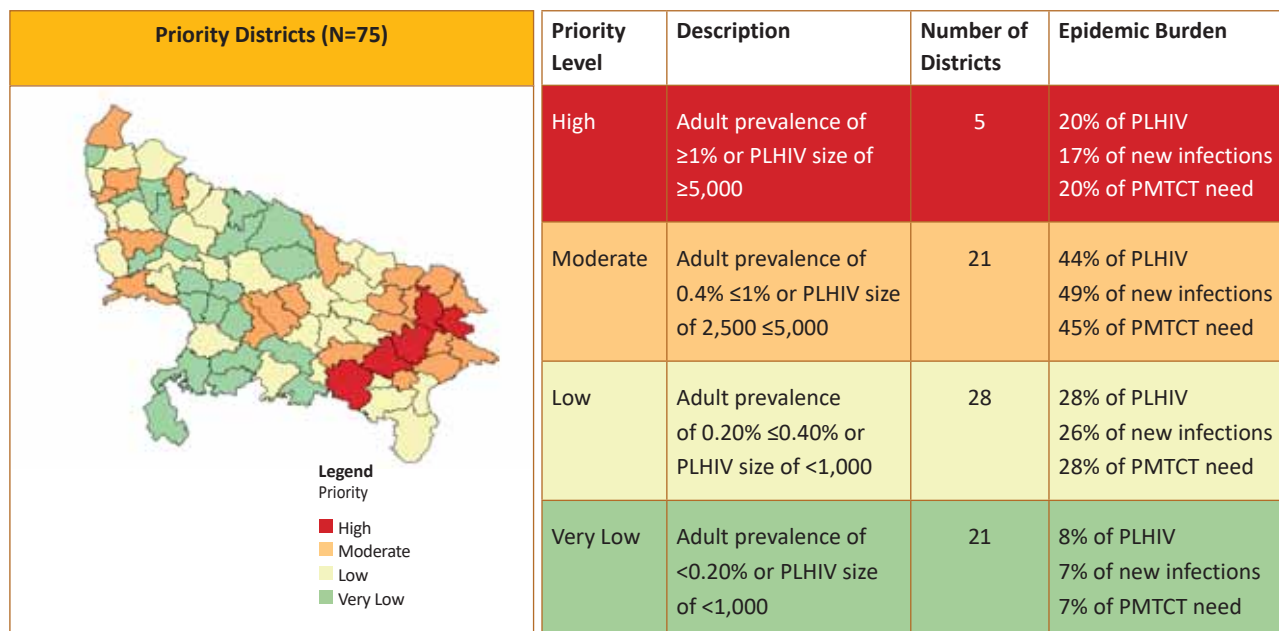 Priority Districts (N=75)
Legend
Priority
High
Moderate
Low
Very Low
Priority
Level
Description
Number of
Districts
Epidemic Burden
High
Adult prevalence of
≥1% or PLHIV size of
≥5,000
5
20% of PLHIV
17% of new infections
20% of PMTCT need
Moderate
Adult prevalence of
0.4% ≤1% or PLHIV size
of 2,500 ≤5,000
21
44% of PLHIV
49% of new infections
45% of PMTCT need
Low
Adult prevalence
of 0.20% ≤0.40% or
PLHIV size of <1,000
28
28% of PLHIV
26% of new infections
28% of PMTCT need
Very Low
Adult prevalence of
<0.20% or PLHIV size
of <1,000
21
8% of PLHIV
7% of new infections
7% of PMTCT need